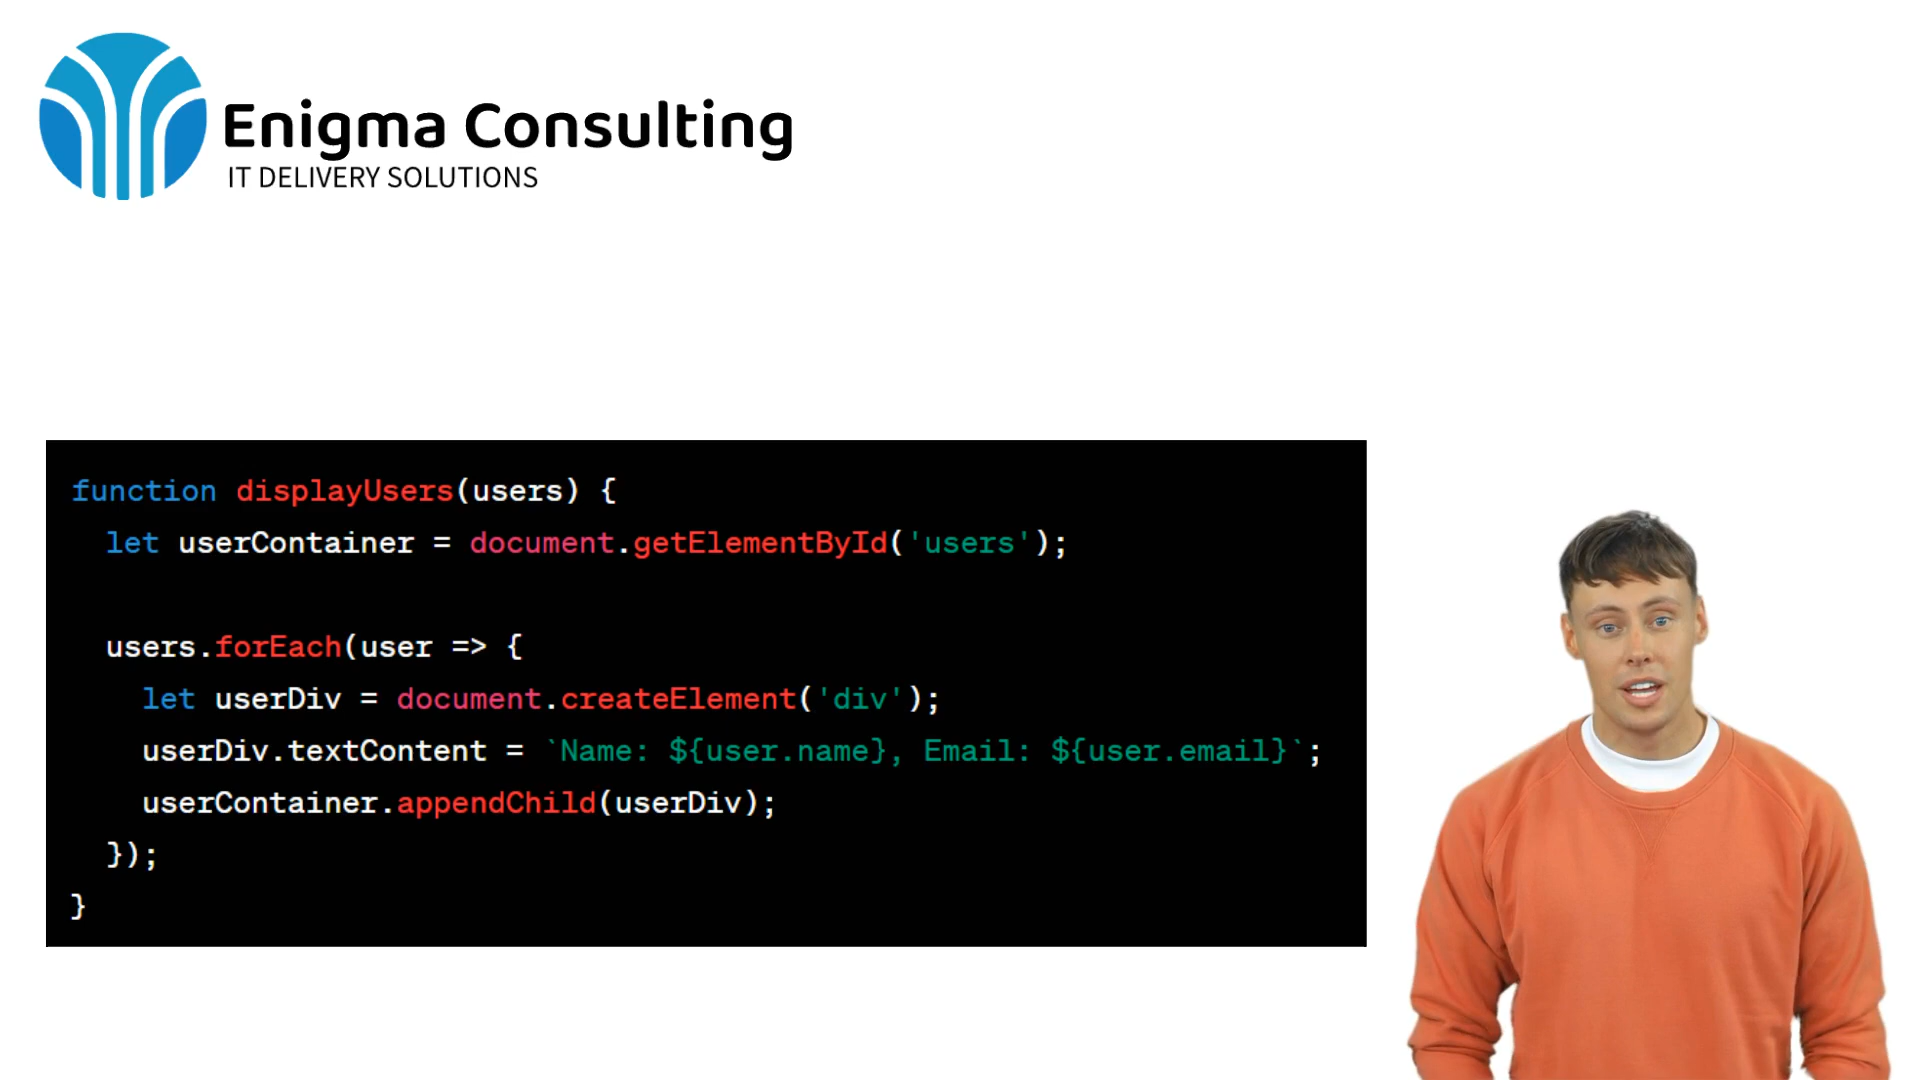 Enigma Consulting
IT DELIVERY SOLUTIONS
function displayUsers(users) {
  let userContainer = document.getElementById('users');

  users.forEach(user => {
    let userDiv = document.createElement('div');
    userDiv.textContent = `Name: ${user.name}, Email: ${user.email}`;
    userContainer.appendChild(userDiv);
  });
}